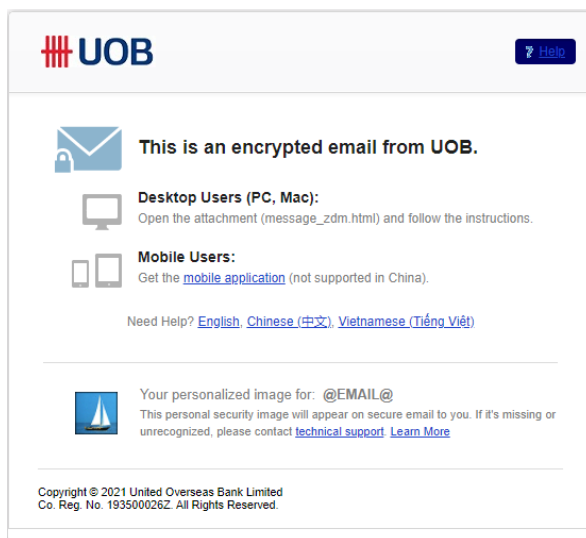 UOB
? Help
This is an encrypted email from UOB.
Desktop Users (PC, Mac):
Open the attachment (message_zdm.html) and follow the instructions.
Mobile Users:
Get the mobile application (not supported in China).
Need Help? English, Chinese (中文), Vietnamese (Tiếng Việt)
Your personalized image for: @EMAIL@
This personal security image will appear on secure email to you. If it's missing or
unrecognized, please contact technical support. Learn More
Copyright © 2021 United Overseas Bank Limited
Co. Reg. No. 193500026Z. All Rights Reserved.